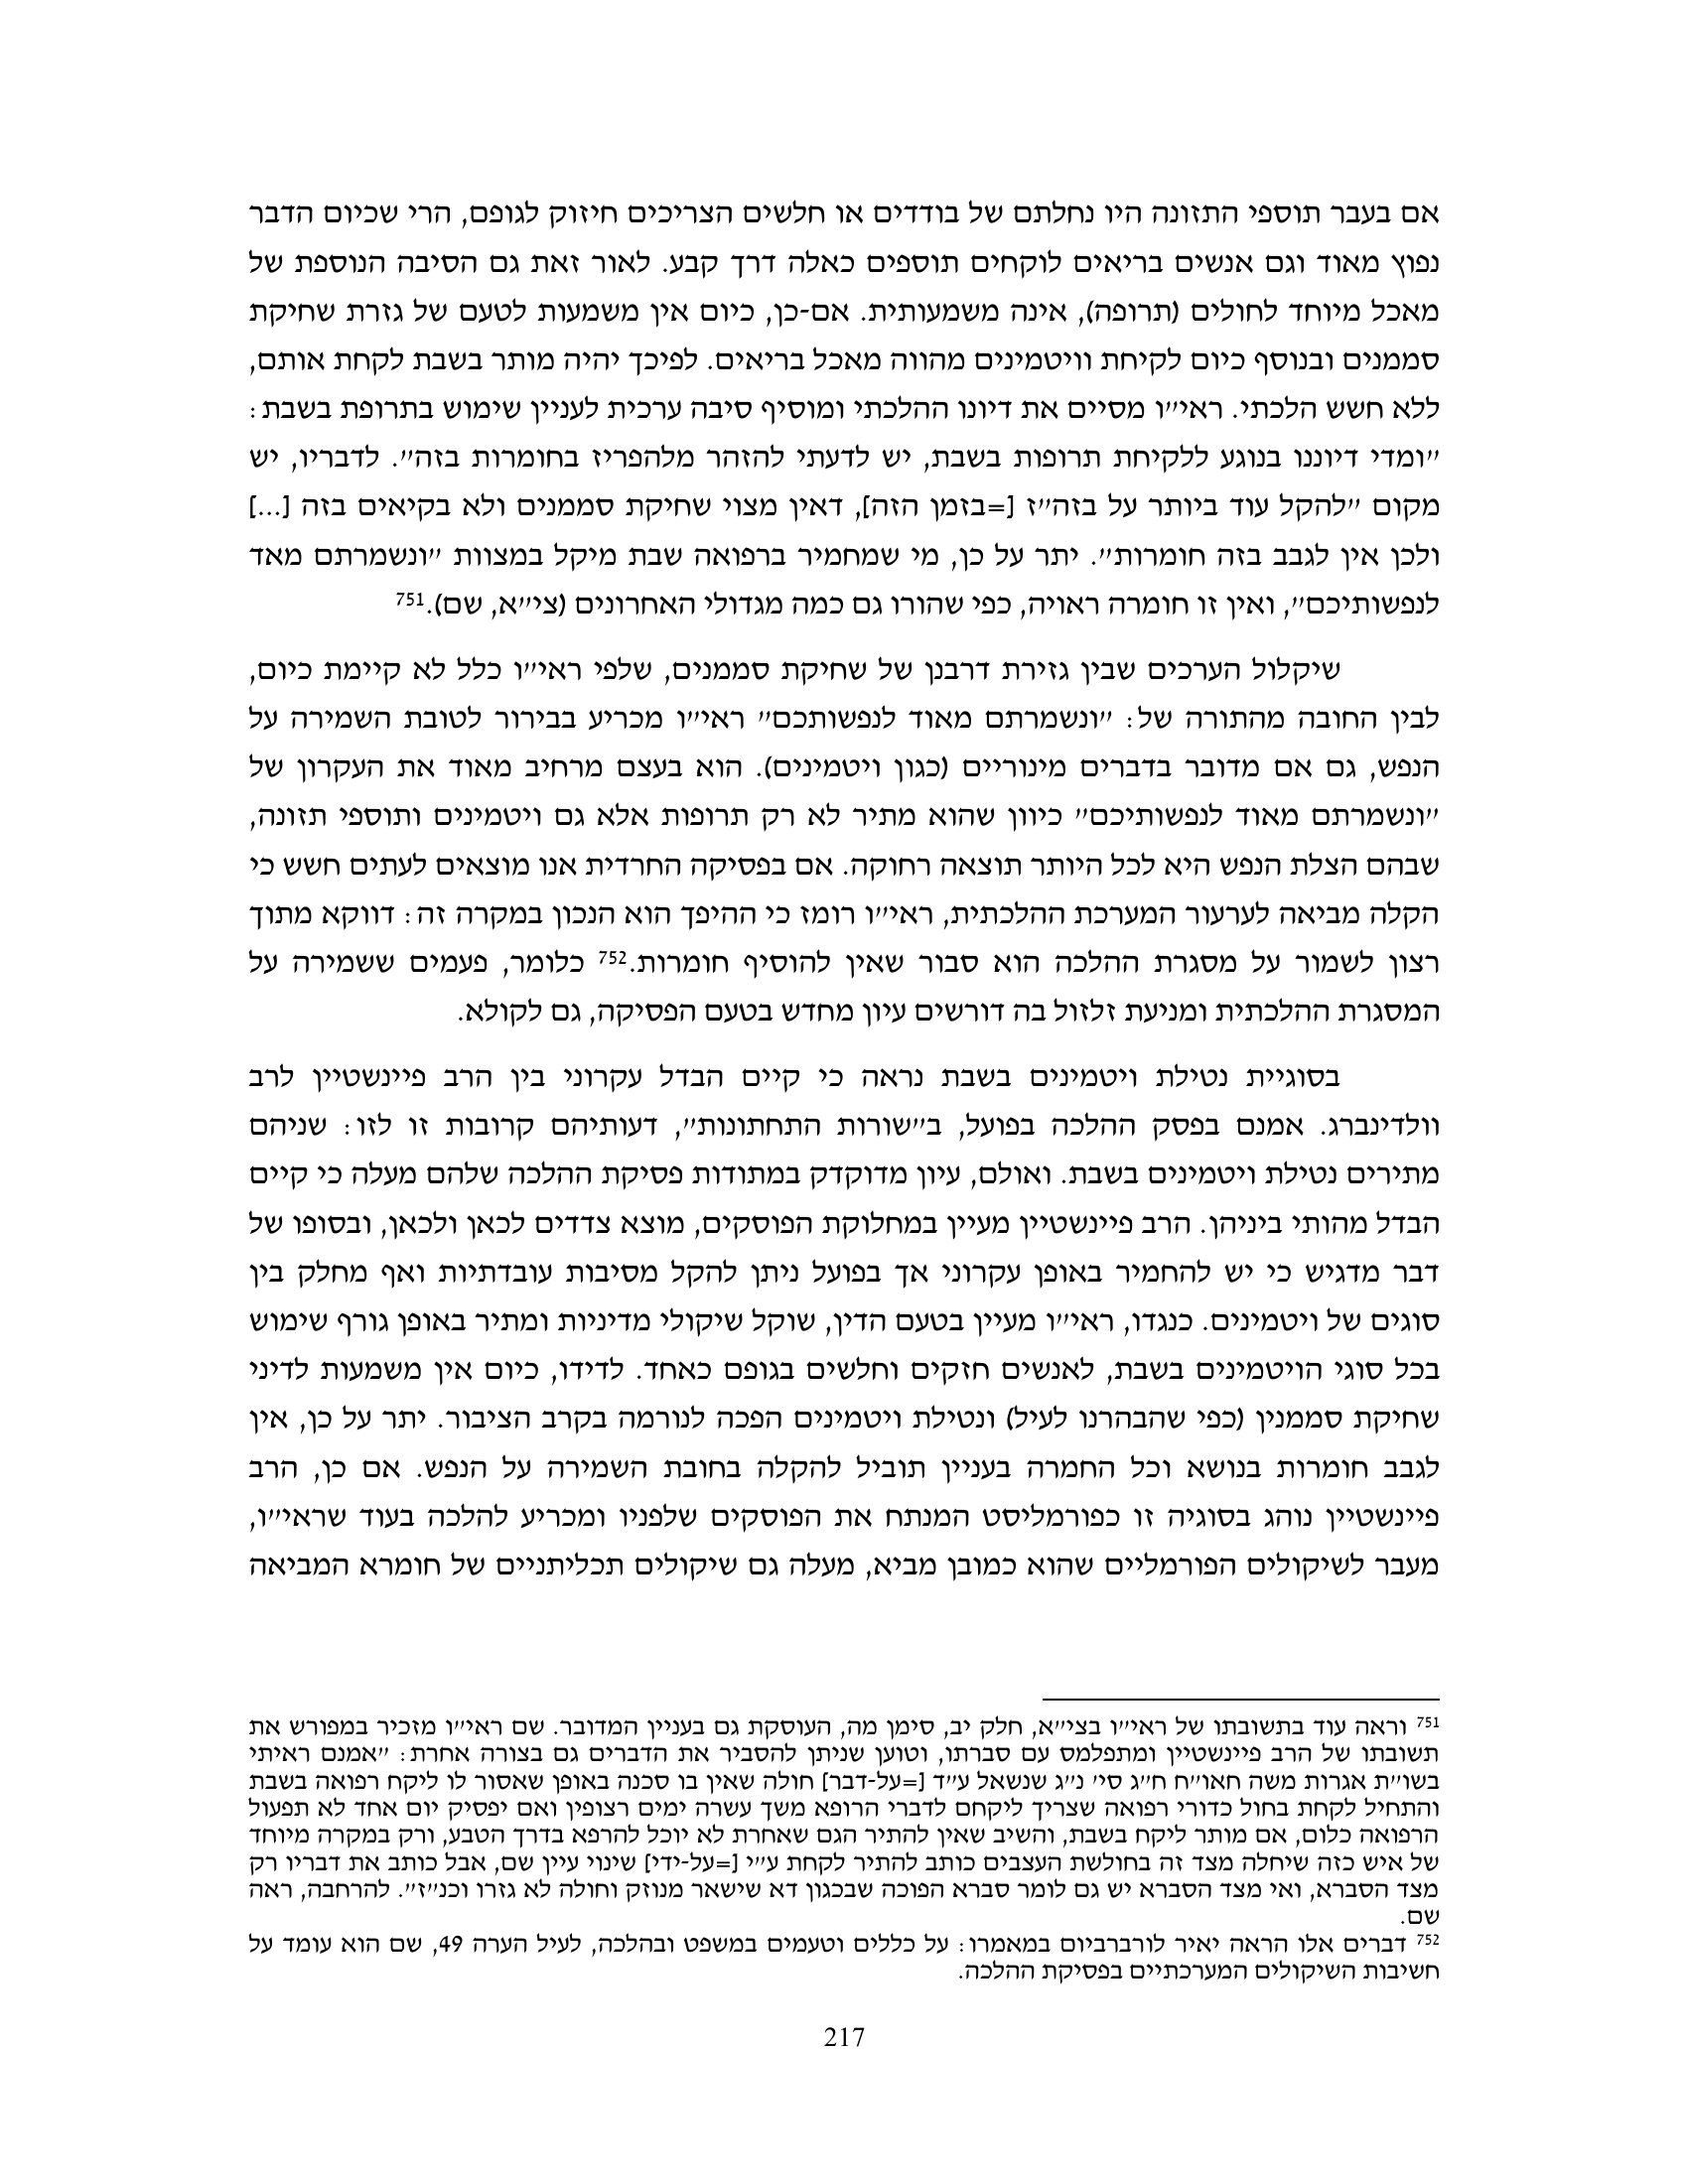 אם בעבר תוספי התזונה היו נחלתם של בודדים או חלשים הצריכים חיזוק לגופם, הרי שכיום הדבר
נפוץ מאוד וגם אנשים בריאים לוקחים תוספים כאלה דרך קבע. לאור זאת גם הסיבה הנוספת של
מאכל מיוחד לחולים (תרופה), אינה משמעותית. אם-כן, כיום אין משמעות לטעם של גזרת שחיקת
סממנים ובנוסף כיום לקיחת וויטמינים מהווה מאכל בריאים. לפיכך יהיה מותר בשבת לקחת אותם,
ללא חשש הלכתי. ראי״ו מסיים את דיונו ההלכתי ומוסיף סיבה ערכית לעניין שימוש בתרופת בשבת:
״ומדי דיוננו בנוגע ללקיחת תרופות בשבת, יש לדעתי להזהר מלהפריז בחומרות בזה״. לדבריו, יש
מקום ״להקל עוד ביותר על בזה״ז [=בזמן הזה], דאין מצוי שחיקת סממנים ולא בקיאים בזה [...]
ולכן אין לגבב בזה חומרות״. יתר על כן, מי שמחמיר ברפואה שבת מיקל במצוות ״ונשמרתם מאד
לנפשותיכם״, ואין זו חומרה ראויה, כפי שהורו גם כמה מגדולי האחרונים (צי״א, שם).751
שיקלול הערכים שבין גזירת דרבנן של שחיקת סממנים, שלפי ראי״ו כלל לא קיימת כיום,
לבין החובה מהתורה של: ״ונשמרתם מאוד לנפשותכם״ ראי״ו מכריע בבירור לטובת השמירה על
הנפש, גם אם מדובר בדברים מינוריים (כגון ויטמינים). הוא בעצם מרחיב מאוד את העקרון של
״ונשמרתם מאוד לנפשותיכם״ כיוון שהוא מתיר לא רק תרופות אלא גם ויטמינים ותוספי תזונה,
שבהם הצלת הנפש היא לכל היותר תוצאה רחוקה. אם בפסיקה החרדית אנו מוצאים לעתים חשש כי
הקלה מביאה לערעור המערכת ההלכתית, ראי״ו רומז כי ההיפך הוא הנכון במקרה זה: דווקא מתוך
רצון לשמור על מסגרת ההלכה הוא סבור שאין להוסיף חומרות.752 כלומר, פעמים ששמירה על
המסגרת ההלכתית ומניעת זלזול בה דורשים עיון מחדש בטעם הפסיקה, גם לקולא.
בסוגיית נטילת ויטמינים בשבת נראה כי קיים הבדל עקרוני בין הרב פיינשטיין לרב
וולדינברג. אמנם בפסק ההלכה בפועל, ב״שורות התחתונות״, דעותיהם קרובות זו לזו: שניהם
מתירים נטילת ויטמינים בשבת. ואולם, עיון מדוקדק במתודות פסיקת ההלכה שלהם מעלה כי קיים
הבדל מהותי ביניהן. הרב פיינשטיין מעיין במחלוקת הפוסקים, מוצא צדדים לכאן ולכאן, ובסופו של
דבר מדגיש כי יש להחמיר באופן עקרוני אך בפועל ניתן להקל מסיבות עובדתיות ואף מחלק בין
סוגים של ויטמינים. כנגדו, ראי״ו מעיין בטעם הדין, שוקל שיקולי מדיניות ומתיר באופן גורף שימוש
בכל סוגי הויטמינים בשבת, לאנשים חזקים וחלשים בגופם כאחד. לדידו, כיום אין משמעות לדיני
שחיקת סממנין (כפי שהבהרנו לעיל) ונטילת ויטמינים הפכה לנורמה בקרב הציבור. יתר על כן, אין
לגבב חומרות בנושא וכל החמרה בעניין תוביל להקלה בחובת השמירה על הנפש. אם כן, הרב
פיינשטיין נוהג בסוגיה זו כפורמליסט המנתח את הפוסקים שלפניו ומכריע להלכה בעוד שראי״ו,
מעבר לשיקולים הפורמליים שהוא כמובן מביא, מעלה גם שיקולים תכליתניים של חומרא המביאה
751 וראה עוד בתשובתו של ראי״ו בצי״א, חלק יב, סימן מה, העוסקת גם בעניין המדובר. שם ראי״ו מזכיר במפורש את
תשובתו של הרב פיינשטיין ומתפלמס עם סברתו, וטוען שניתן להסביר את הדברים גם בצורה אחרת: ״אמנם ראיתי
בשו״ת אגרות משה חאו״ח ח״ג סי׳ נ״ג שנשאל ע״ד [=על-דבר] חולה שאין בו סכנה באופן שאסור לו ליקח רפואה בשבת
והתחיל לקחת בחול כדורי רפואה שצריך ליקחם לדברי הרופא משך עשרה ימים רצופין ואם יפסיק יום אחד לא תפעול
הרפואה כלום, אם מותר ליקח בשבת, והשיב שאין להתיר הגם שאחרת לא יוכל להרפא בדרך הטבע, ורק במקרה מיוחד
של איש כזה שיחלה מצד זה בחולשת העצבים כותב להתיר לקחת ע״י [=על-ידי] שינוי עיין שם, אבל כותב את דבריו רק
מצד הסברא, ואי מצד הסברא יש גם לומר סברא הפוכה שבכגון דא שישאר מנוזק וחולה לא גזרו וכנ״ז״. להרחבה, ראה
שם.
752 דברים אלו הראה יאיר לורברביום במאמרו: על כללים וטעמים במשפט ובהלכה, לעיל הערה 49, שם הוא עומד על
חשיבות השיקולים המערכתיים בפסיקת ההלכה.
217